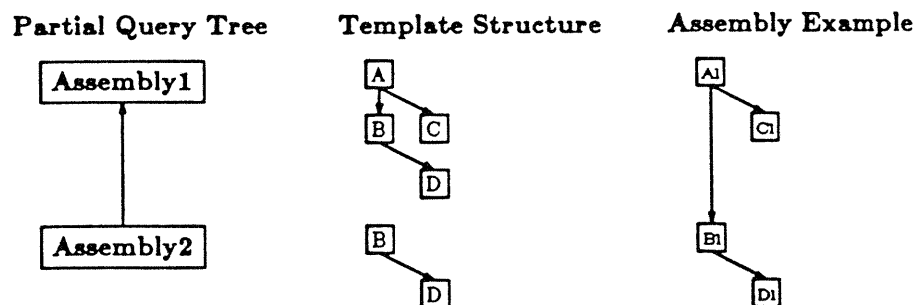 Partial Query Tree Template Structure Assembly Example
Assembly1 A A1
B C C1
D
Assembly2 B B1
D D1